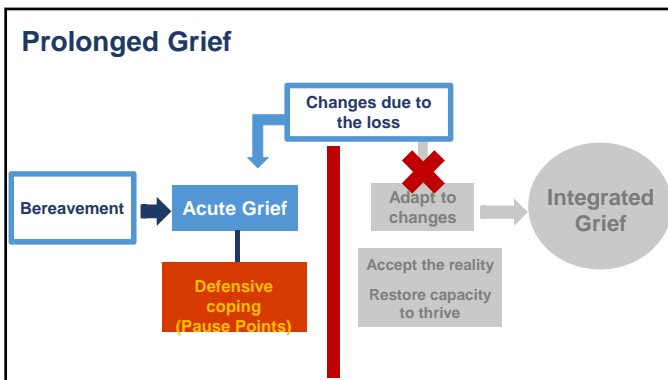 Prolonged Grief
Changes due to
the loss
Bereavement
Acute Grief
Adapt to
changes
Integrated
Grief
Defensive
coping
(Pause Points)
Accept the reality
Restore capacity
to thrive